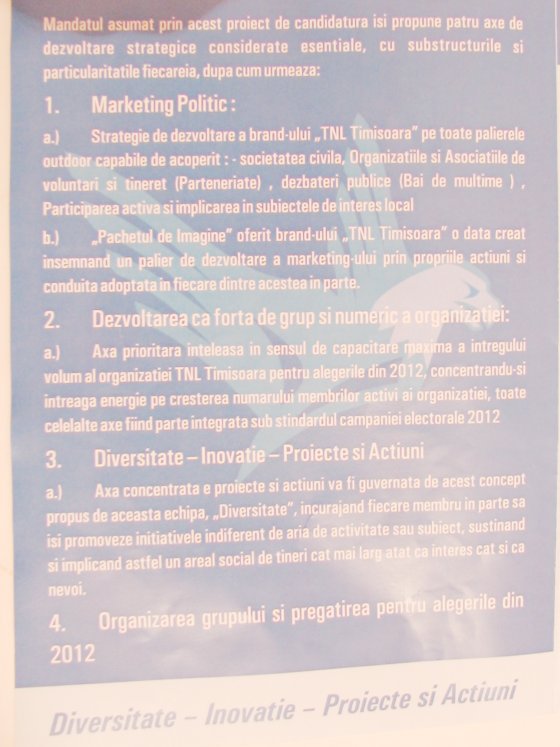 Mandatul asumat prin acest proiect de candidatura isi propune patru axe de
dezvoltare strategice considerate esentiale, cu substructurile si
particularitatile fiecareia, dupa cum urmeaza:
1. Marketing Politic :
a.) Strategie de dezvoltare a brand-ului „TNL Timisoara” pe toate palierele
outdoor capabile de acoperit : - societatea civila, Organizatiile si Asociatiile de
voluntari si tineret (Parteneriate) , dezbateri publice (Bai de multime ) ,
Participarea activa si implicarea in subiectele de interes local
b.) „Pachetul de Imagine” oferit brand-ului „TNL Timisoara” o data creat
insemnand un palier de dezvoltare a marketing-ului prin propriile actiuni si
conduita adoptata in fiecare dintre acestea in parte.
2. Dezvoltarea ca forta de grup si numeric a organizatiei:
a.) Axa prioritara inteleasa in sensul de capacitare maxima a intregului
volum al organizatiei TNL Timisoara pentru alegerile din 2012, concentrandu-si
intreaga energie pe cresterea numarului membrilor activi ai organizatiei, toate
celelalte axe fiind parte integrata sub stindardul campaniei electorale 2012
3. Diversitate – Inovatie – Proiecte si Actiuni
a.) Axa concentrata e proiecte si actiuni va fi guvernata de acest concept
propus de aceasta echipa, „Diversitate”, incurajand fiecare membru in parte sa
isi promoveze initiativele indiferent de aria de activitate sau subiect, sustinand
si implicand astfel un areal social de tineri cat mai larg atat ca interes cat si ca
nevoi.
4. Organizarea grupului si pregatirea pentru alegerile din
2012
Diversitate – Inovatie – Proiecte si Actiuni